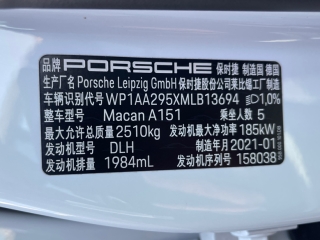 品牌 PORSCHE 保时捷 制造国 德国
生产厂名 Porsche Leipzig GmbH 保时捷股份公司莱比锡工厂制造
车辆识别代号 WP1AA295XMLB13694 1,0%
整车型号 Macan A151 乘坐人数 5
最大允许总质量 2510kg 发动机最大净功率 185kW
发动机型号 DLH 制造年月 2021-01
发动机排量 1984mL 发动机号 158038